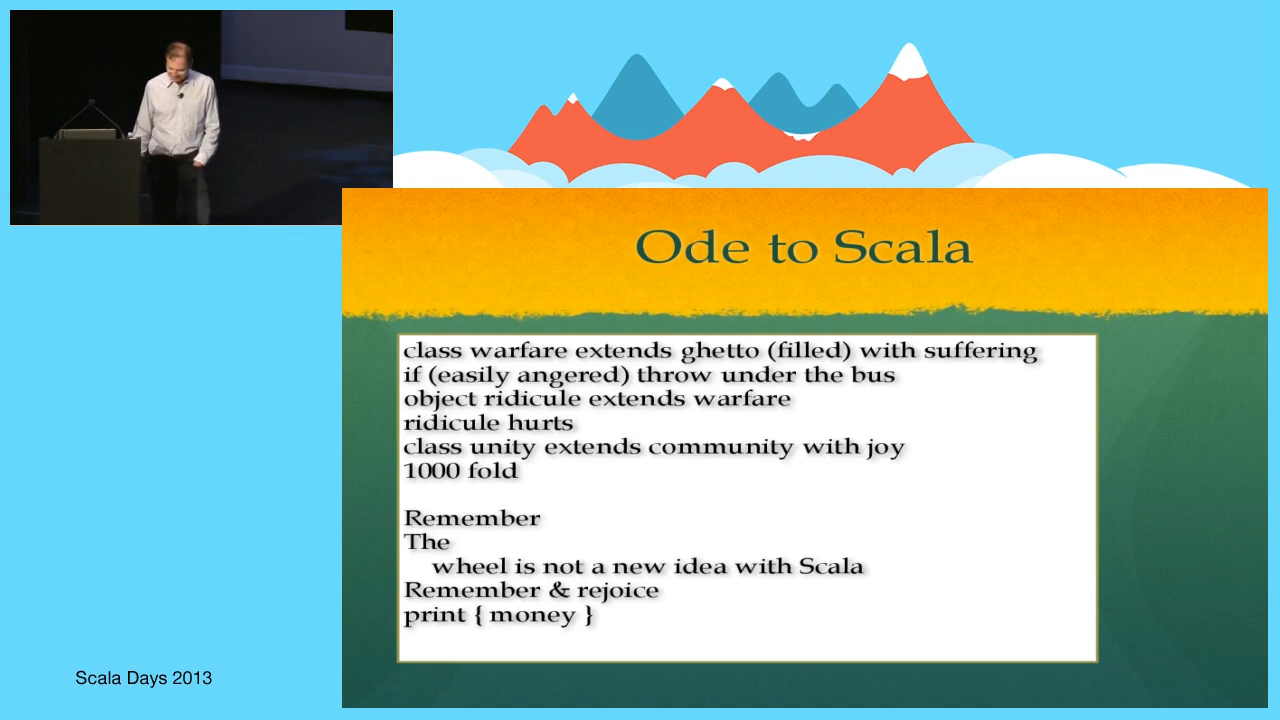 Ode to Scala
class warfare extends ghetto (filled) with suffering
if (easily angered) throw under the bus
object ridicule extends warfare
ridicule hurts
class unity extends community with joy
1000 fold
Remember
The
wheel is not a new idea with Scala
Remember & rejoice
print { money }
Scala Days 2013